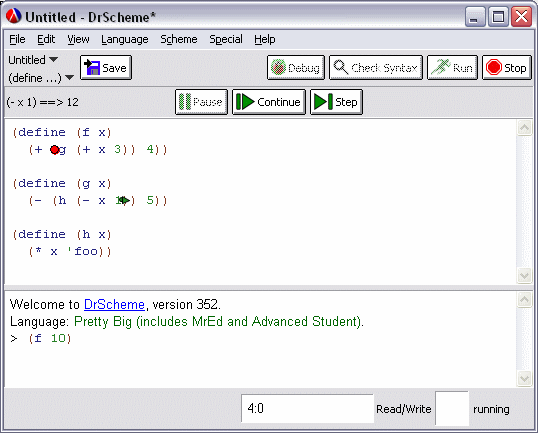 Untitled - DrScheme*
File Edit View Language Scheme Special Help
Untitled
(define ...)
Save
Debug
Check Syntax
Run
Stop
(- x 1) ==> 12
Pause
Continue
Step
(define (f x)
(+ (g (+ x 3)) 4))
(define (g x)
(- (h (- x 1)) 5))
(define (h x)
(* x 'foo))
Welcome to DrScheme, version 352.
Language: Pretty Big (includes MrEd and Advanced Student).
> (f 10)
4:0
Read/Write
running